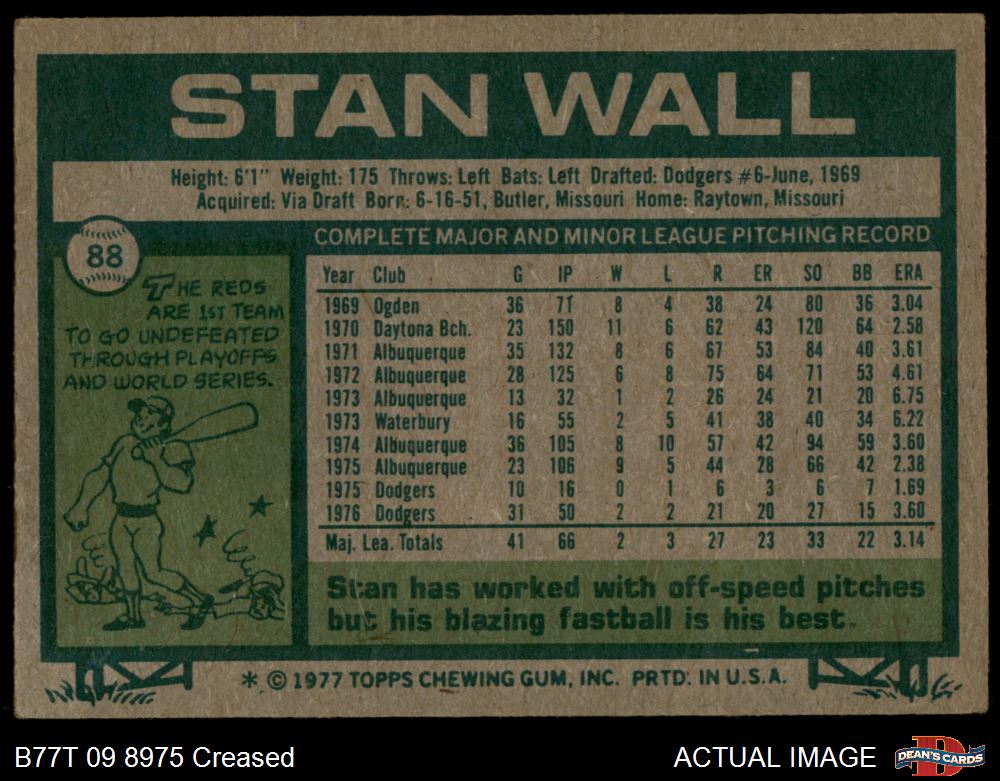 STAN WALL
Height: 6'1" Weight: 175 Throws: Left Bats: Left Drafted: Dodgers #6-June, 1969
Acquired: Via Draft Born: 6-16-51, Butler, Missouri Home: Raytown, Missouri
88
THE REDS
ARE 1ST TEAM
TO GO UNDEFEATED
THROUGH PLAYOFFS
AND WORLD SERIES.
COMPLETE MAJOR AND MINOR LEAGUE PITCHING RECORD
Year Club G IP W L R ER SO BB ERA
1969 Ogden 36 71 8 4 38 24 80 36 3.04
1970 Daytona Bch. 23 150 11 6 62 43 120 64 2.58
1971 Albuquerque 35 132 8 6 67 53 84 40 3.61
1972 Albuquerque 28 125 6 8 75 64 71 53 4.61
1973 Albuquerque 13 32 1 2 26 24 21 20 6.75
1973 Waterbury 16 55 2 5 41 38 40 34 6.22
1974 Albuquerque 36 105 8 10 57 42 94 59 3.60
1975 Albuquerque 23 106 9 5 44 28 66 42 2.38
1975 Dodgers 10 16 0 1 6 3 6 7 1.69
1976 Dodgers 31 50 2 2 21 20 27 15 3.60
Maj. Lea. Totals 41 66 2 3 27 23 33 22 3.14
Stan has worked with off-speed pitches
but his blazing fastball is his best.
* © 1977 TOPPS CHEWING GUM, INC. PRTD. IN U.S.A.
B77T 09 8975 Creased
ACTUAL IMAGE
D
DEAN'S CARDS